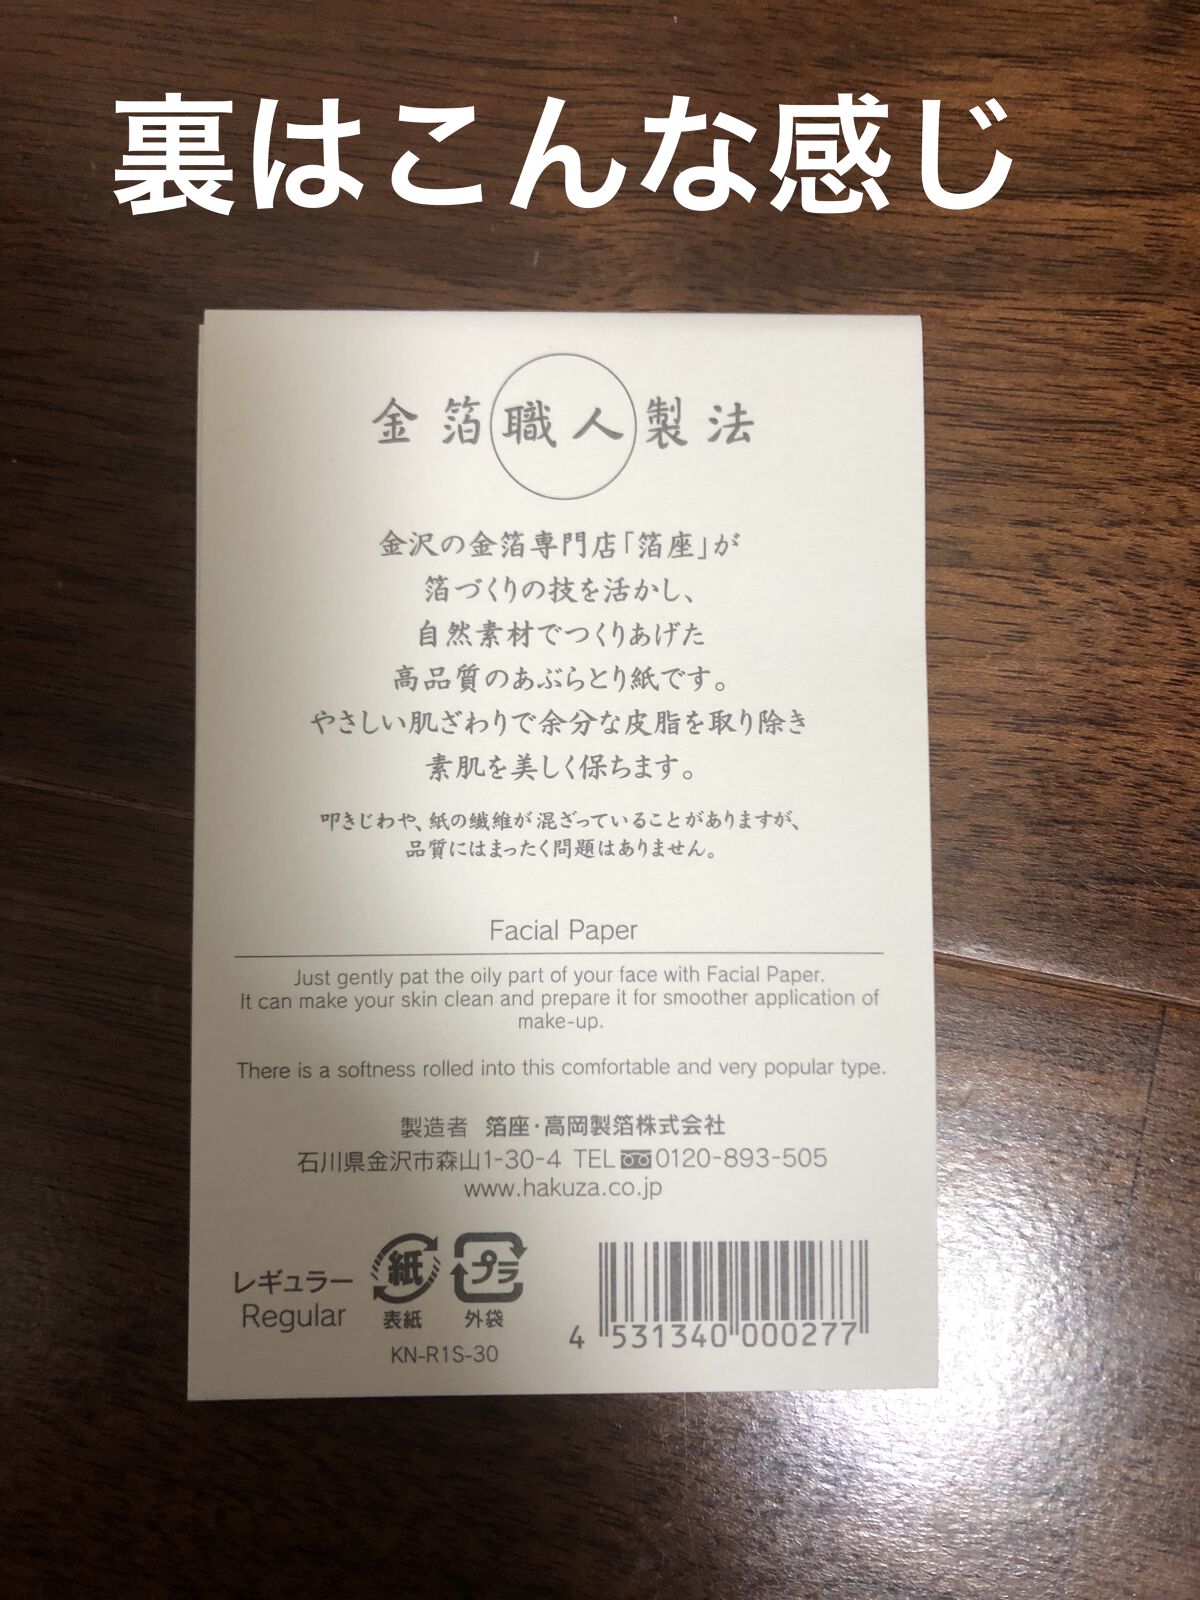 裏はこんな感じ
金箔職人製法
金沢の金箔専門店「箔座」が
箔づくりの技を活かし、
自然素材でつくりあげた
高品質のあぶらとり紙です。
やさしい肌ざわりで余分な皮脂を取り除き
素肌を美しく保ちます。
叩きじわや、紙の繊維が混ざっていることがありますが、
品質にはまったく問題はありません。
Facial Paper
Just gently pat the oily part of your face with Facial Paper.
It can make your skin clean and prepare it for smoother application of
make-up.
There is a softness rolled into this comfortable and very popular type.
製造者 箔座・高岡製箔株式会社
石川県金沢市森山1-30-4 TEL 0120-893-505
www.hakuza.co.jp
レギュラー
Regular
紙
表紙
プラ
外袋
KN-R1S-30
4 531340 000277